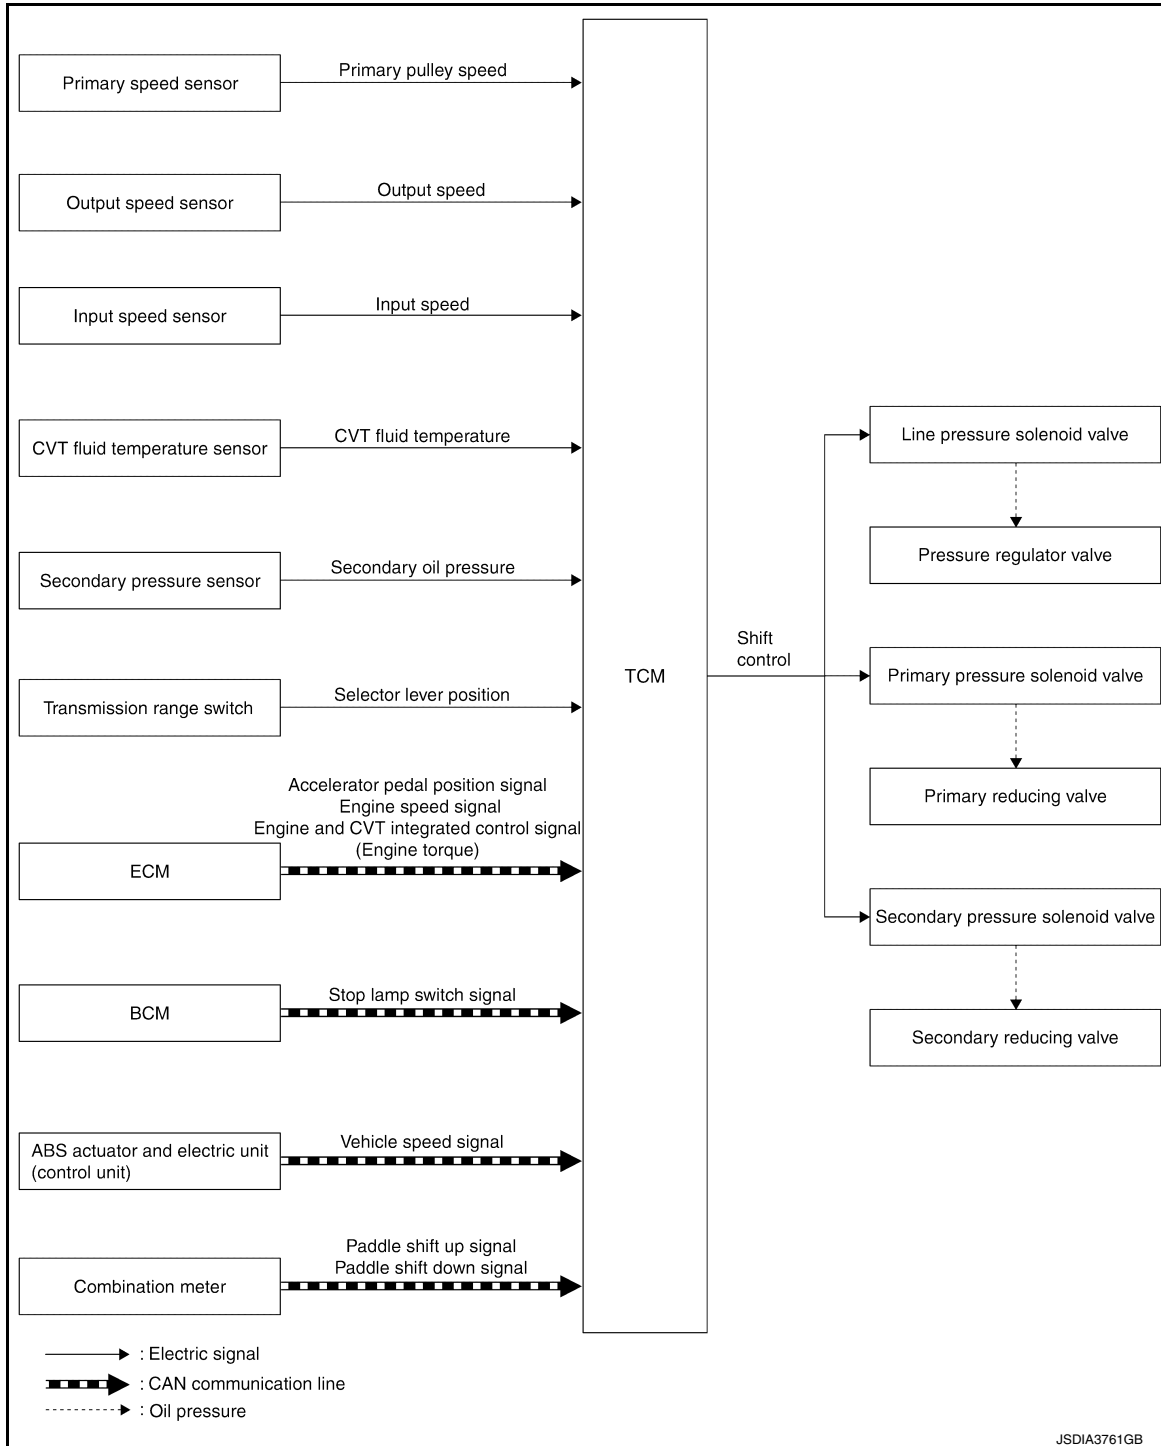 Primary speed sensor
Primary pulley speed
Output speed sensor
Output speed
Input speed sensor
Input speed
CVT fluid temperature sensor
CVT fluid temperature
Secondary pressure sensor
Secondary oil pressure
Transmission range switch
Selector lever position
ECM
Accelerator pedal position signal
Engine speed signal
Engine and CVT integrated control signal
(Engine torque)
BCM
Stop lamp switch signal
ABS actuator and electric unit
(control unit)
Vehicle speed signal
Combination meter
Paddle shift up signal
Paddle shift down signal
TCM
Shift
control
Line pressure solenoid valve
Pressure regulator valve
Primary pressure solenoid valve
Primary reducing valve
Secondary pressure solenoid valve
Secondary reducing valve
: Electric signal
: CAN communication line
: Oil pressure
JSDIA3761GB